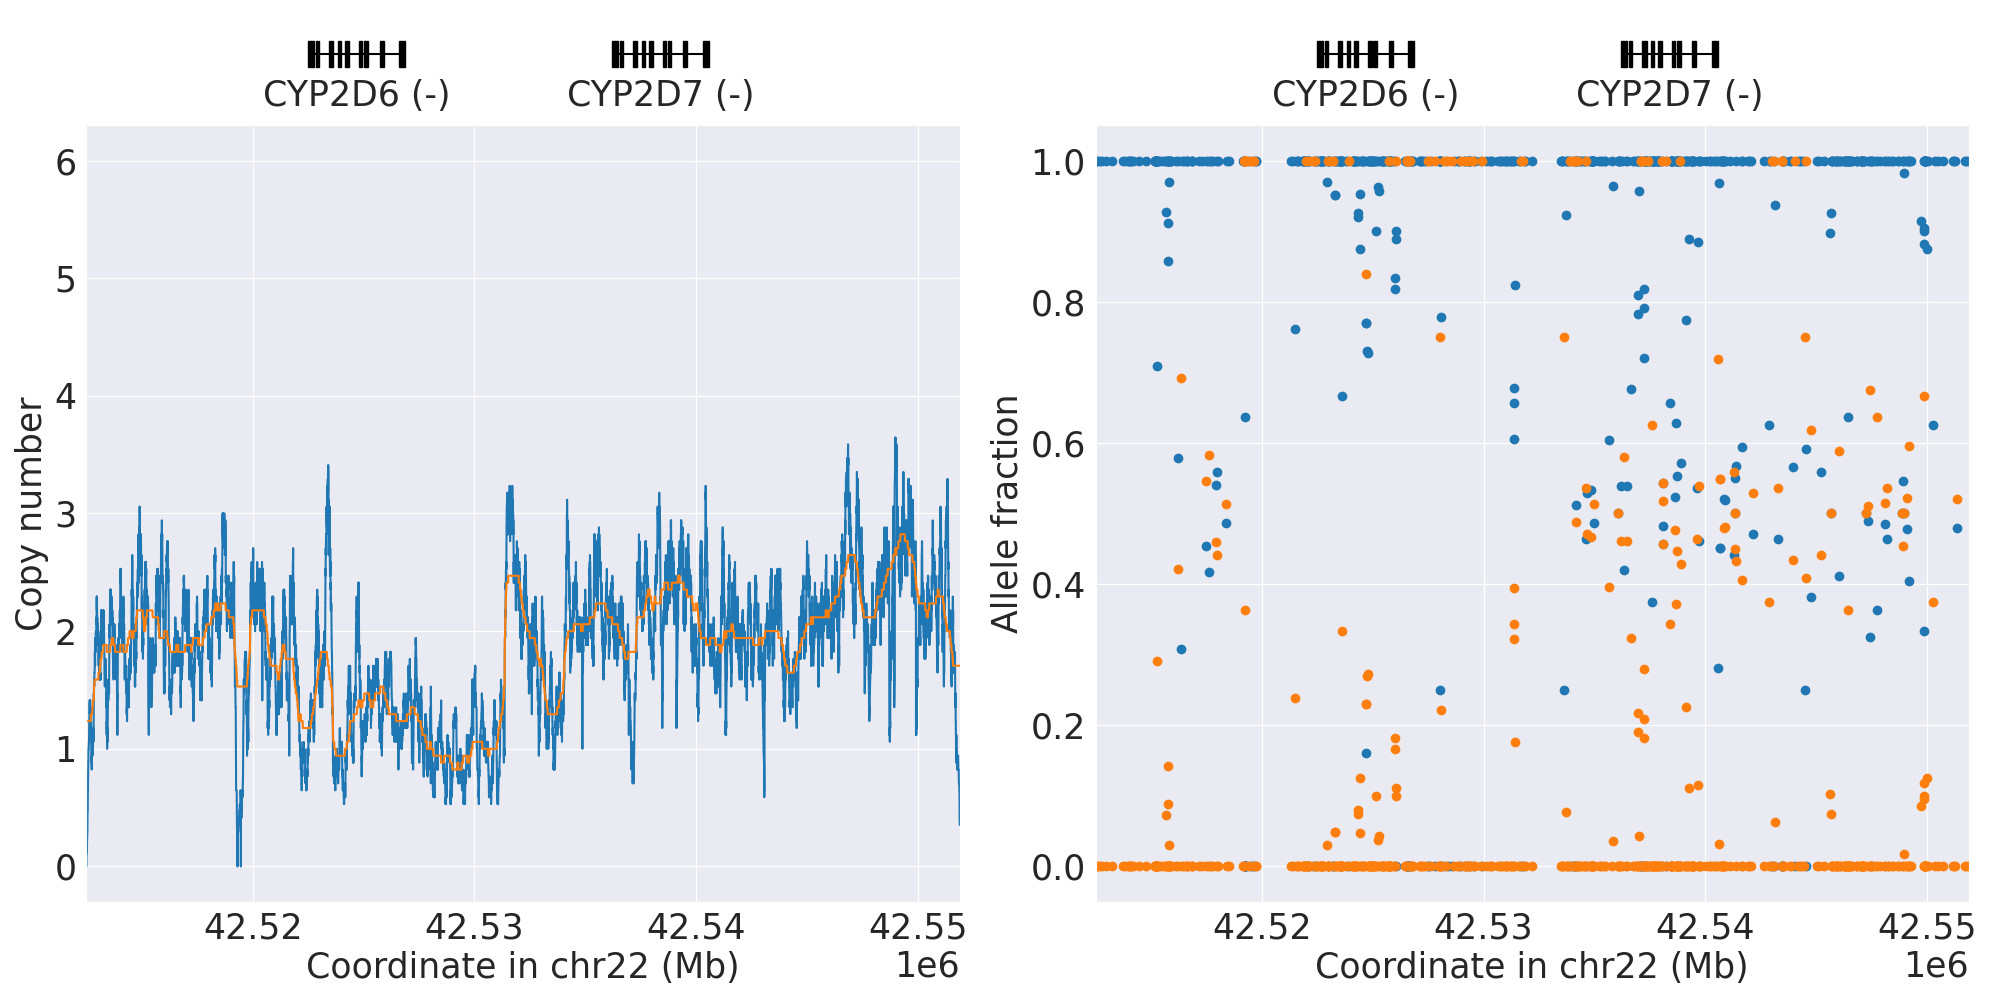 CYP2D6 (-) CYP2D7 (-)
6
5
4
3
2
1
0
Copy number
42.52 42.53 42.54 42.55
Coordinate in chr22 (Mb) 1e6
CYP2D6 (-) CYP2D7 (-)
1.0
0.8
0.6
0.4
0.2
0.0
Allele fraction
42.52 42.53 42.54 42.55
Coordinate in chr22 (Mb) 1e6